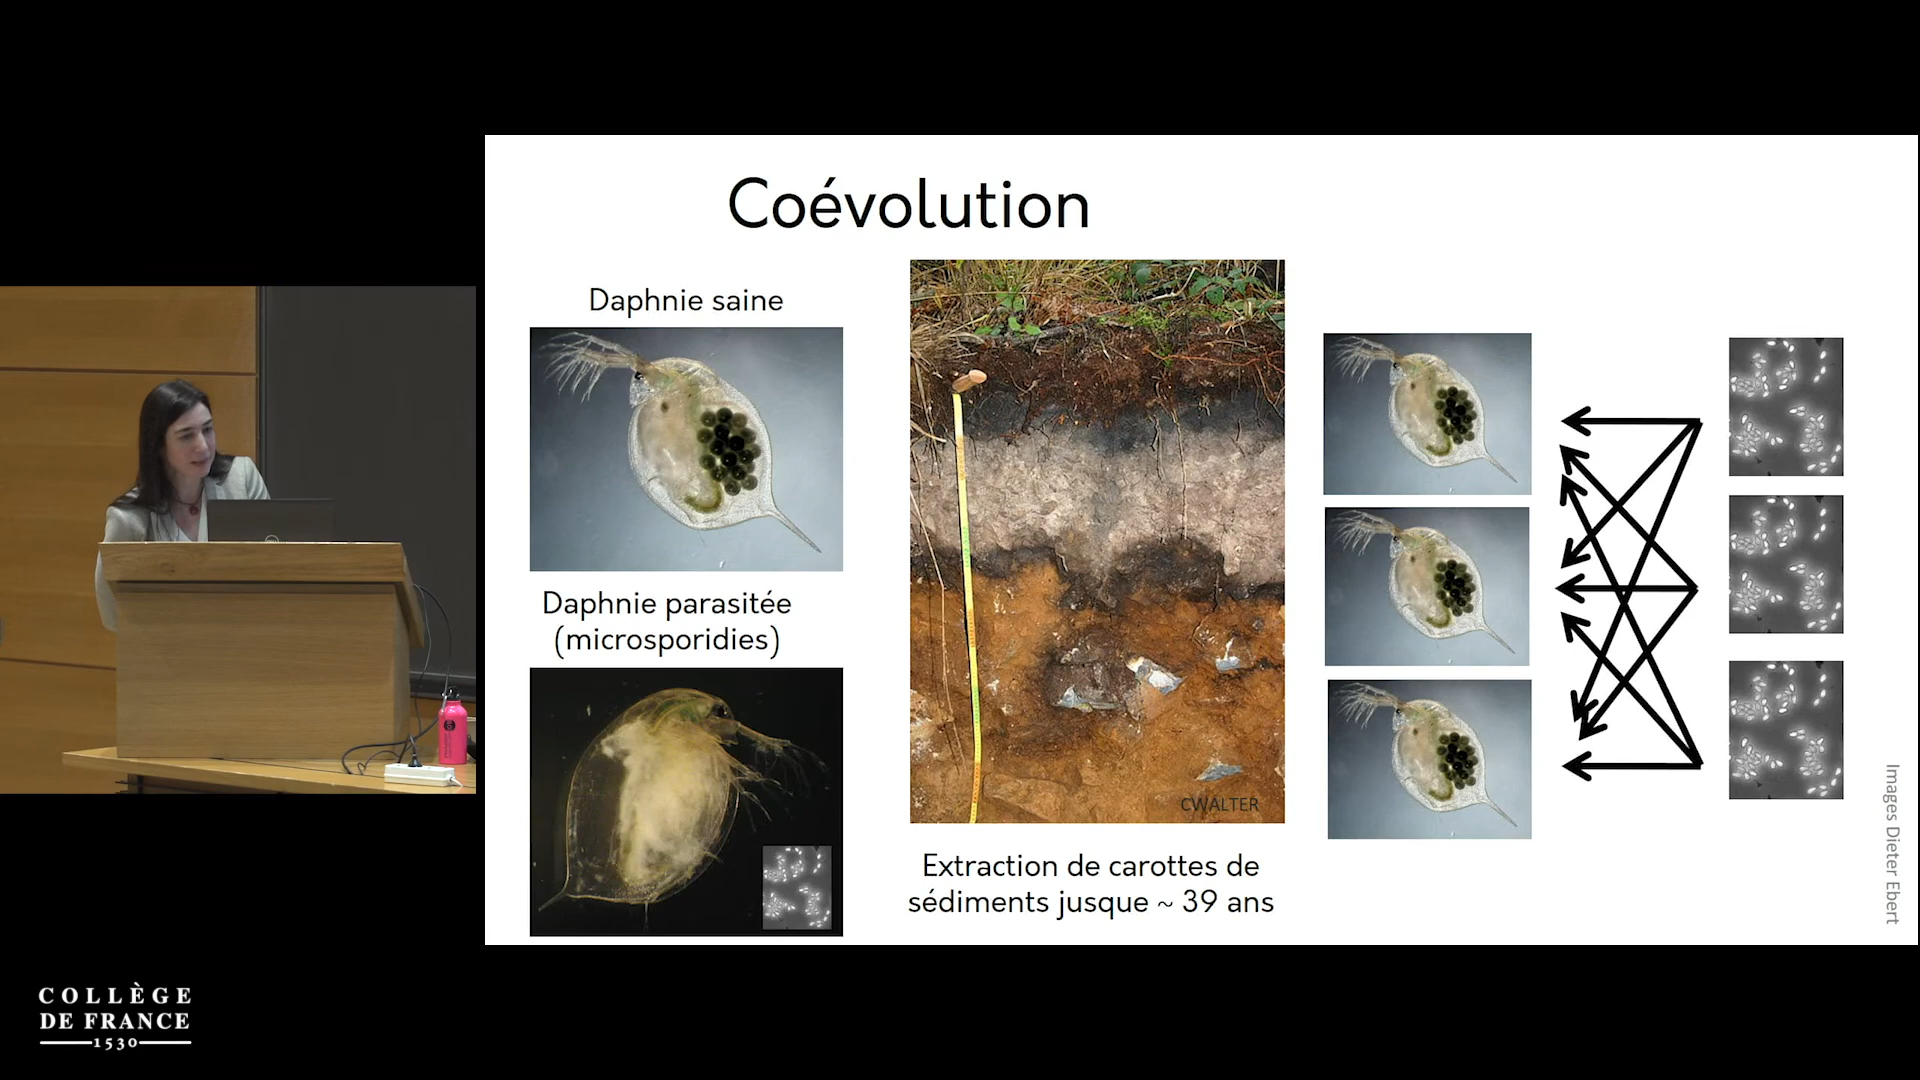 Coévolution
Daphnie saine
Daphnie parasitée
(microsporidies)
CWALTER
Extraction de carottes de
sédiments jusque ~ 39 ans
Images Dieter Ebert
COLLÈGE
DE FRANCE
1530